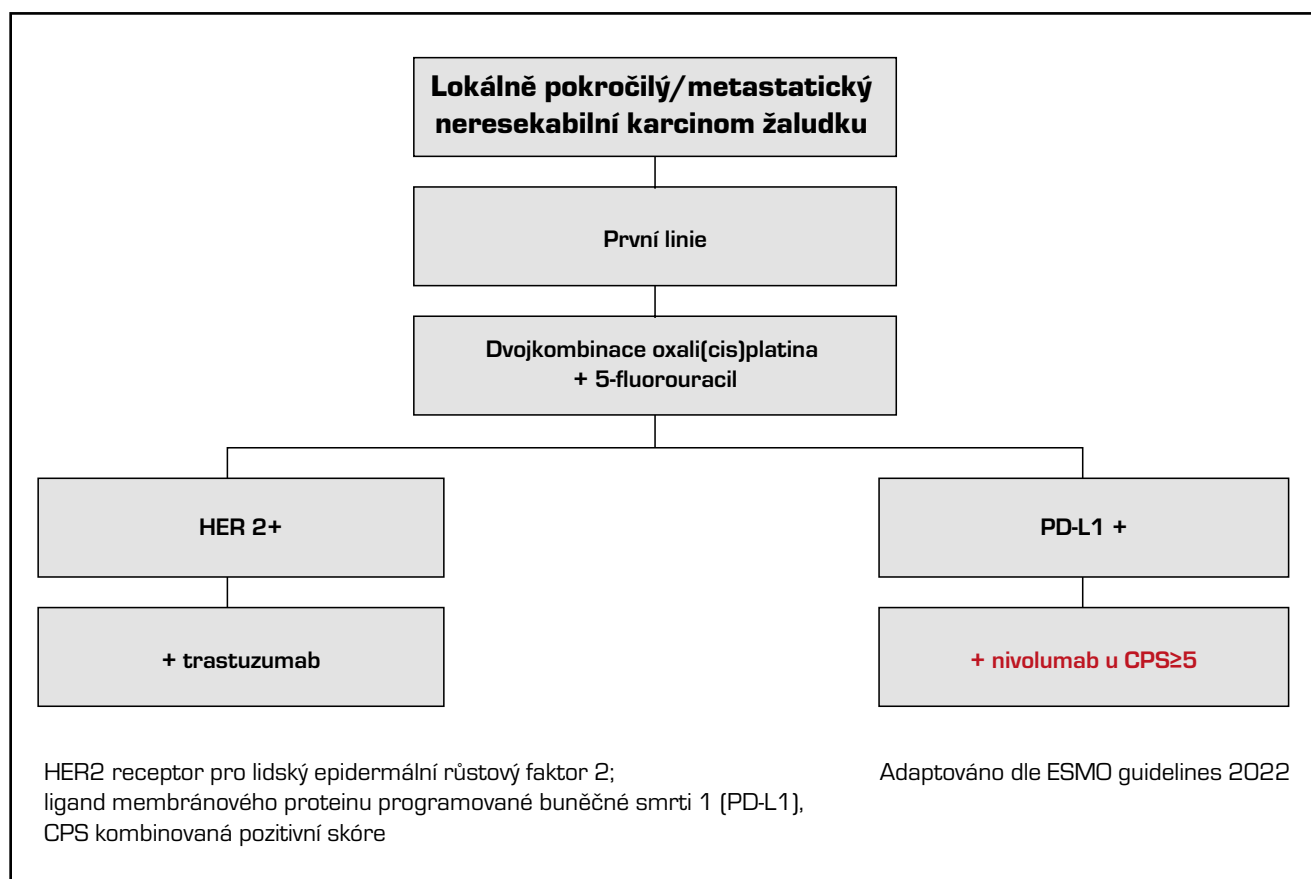 Lokálně pokročilý/metastatický
neresekabilní karcinom žaludku
První linie
Dvojkombinace oxali(cis)platina
+ 5-fluorouracil
HER 2+
PD-L1 +
+ trastuzumab
+ nivolumab u CPS≥5
HER2 receptor pro lidský epidermální růstový faktor 2;
ligand membránového proteinu programované buněčné smrti 1 (PD-L1),
CPS kombinovaná pozitivní skóre
Adaptováno dle ESMO guidelines 2022